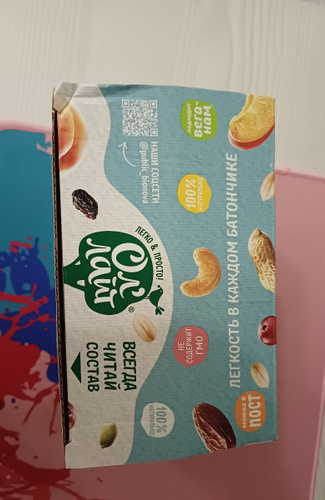 НАШИ СОЦСЕТИ
@public_bionova
ЛЕГКО & ПРОСТО!
Ол'
лайт
®
ВСЕГДА
ЧИТАЙ
СОСТАВ
подходит
вега-
нам
100%
НАТУРАЛЬНО
НЕ
СОДЕРЖИТ
ГМО
100%
НАТУРАЛЬНО
ЛЕГКОСТЬ В КАЖДОМ БАТОНЧИКЕ
МОЖНО В
ПОСТ